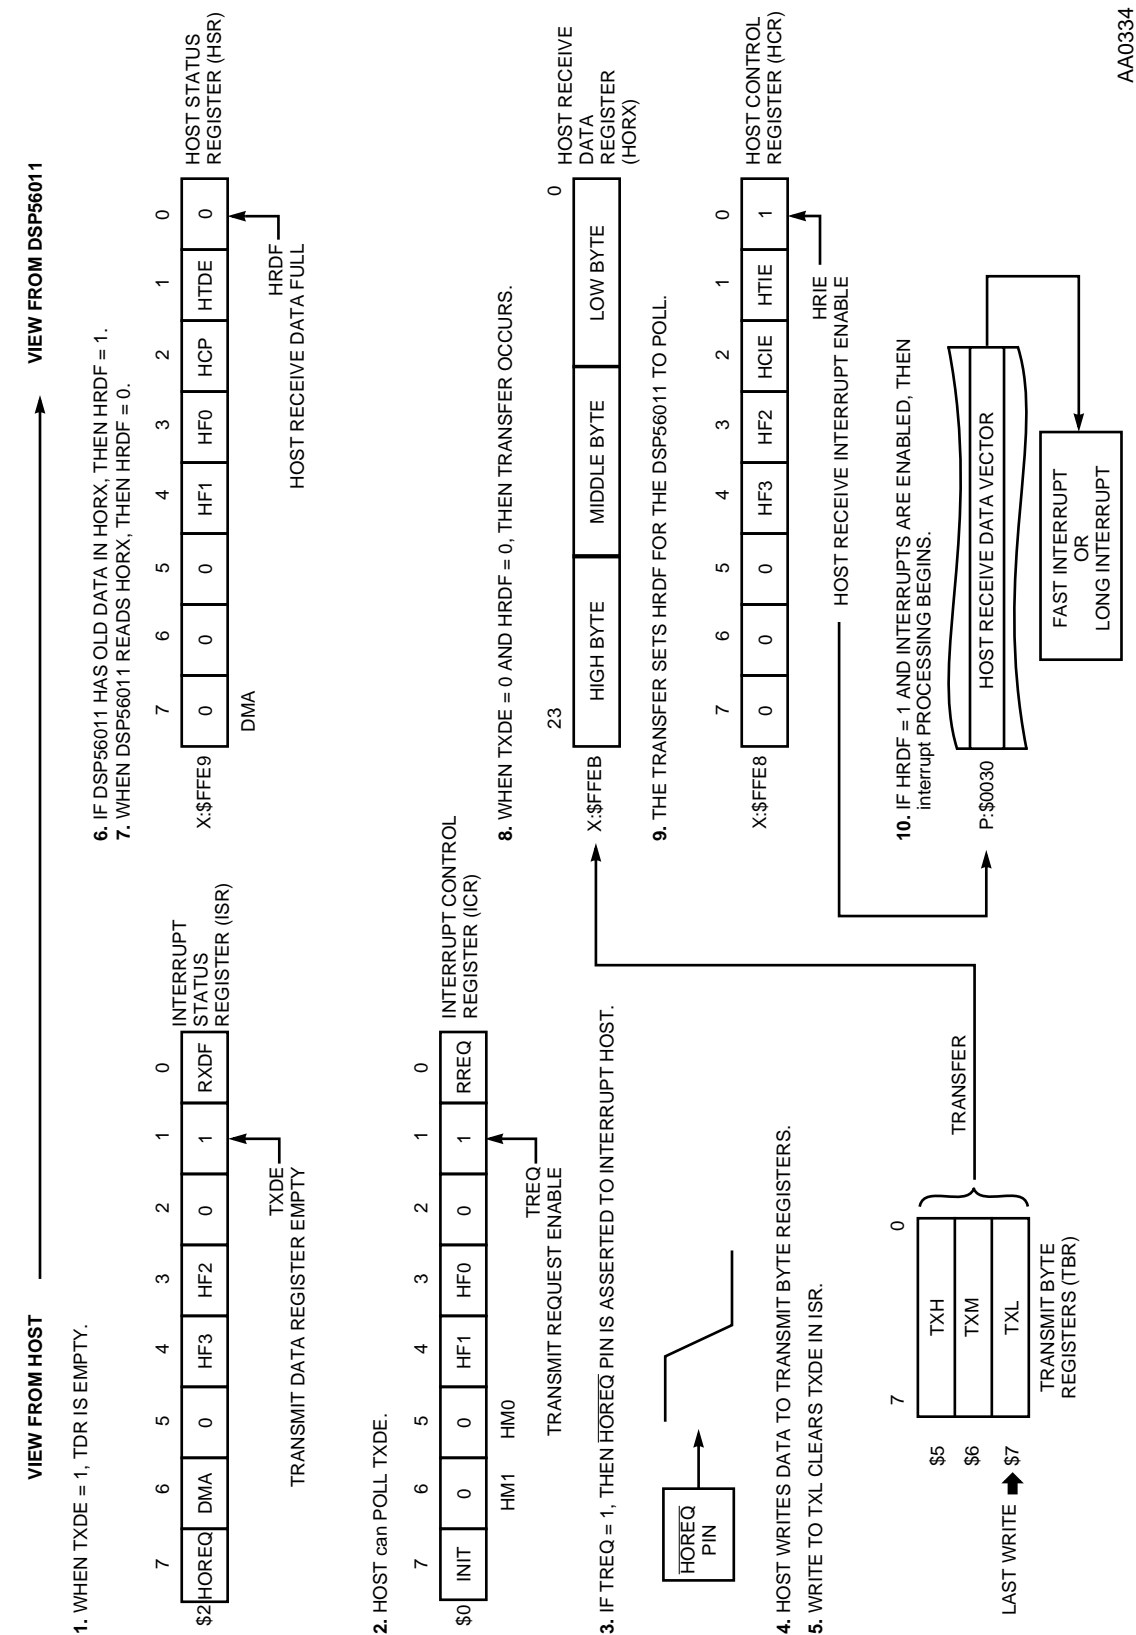 VIEW FROM HOST
VIEW FROM DSP56011
1. WHEN TXDE = 1, TDR IS EMPTY.
7 6 5 4 3 2 1 0
$2 HOREQ DMA 0 HF3 HF2 0 1 RXDF
INTERRUPT
STATUS
REGISTER (ISR)
TXDE
TRANSMIT DATA REGISTER EMPTY
2. HOST can POLL TXDE.
7 6 5 4 3 2 1 0
$0 INIT 0 0 HF1 HF0 0 1 RREQ
INTERRUPT CONTROL
REGISTER (ICR)
HM1 HM0
TREQ
TRANSMIT REQUEST ENABLE
3. IF TREQ = 1, THEN HOREQ PIN IS ASSERTED TO INTERRUPT HOST.
HOREQ
PIN
4. HOST WRITES DATA TO TRANSMIT BYTE REGISTERS.
5. WRITE TO TXL CLEARS TXDE IN ISR.
7 0
$5 TXH
$6 TXM
LAST WRITE $7 TXL
TRANSMIT BYTE
REGISTERS (TBR)
TRANSFER
6. IF DSP56011 HAS OLD DATA IN HORX, THEN HRDF = 1.
7. WHEN DSP56011 READS HORX, THEN HRDF = 0.
7 6 5 4 3 2 1 0
X:$FFE9 0 0 0 HF1 HF0 HCP HTDE 0
HOST STATUS
REGISTER (HSR)
DMA
HRDF
HOST RECEIVE DATA FULL
8. WHEN TXDE = 0 AND HRDF = 0, THEN TRANSFER OCCURS.
23 0
X:$FFEB HIGH BYTE MIDDLE BYTE LOW BYTE
HOST RECEIVE
DATA
REGISTER
(HORX)
9. THE TRANSFER SETS HRDF FOR THE DSP56011 TO POLL.
7 6 5 4 3 2 1 0
X:$FFE8 0 0 0 HF3 HF2 HCIE HTIE 1
HOST CONTROL
REGISTER (HCR)
HRIE
HOST RECEIVE INTERRUPT ENABLE
10. IF HRDF = 1 AND INTERRUPTS ARE ENABLED, THEN
interrupt PROCESSING BEGINS.
P:$0030 HOST RECEIVE DATA VECTOR
FAST INTERRUPT
OR
LONG INTERRUPT
AA0334